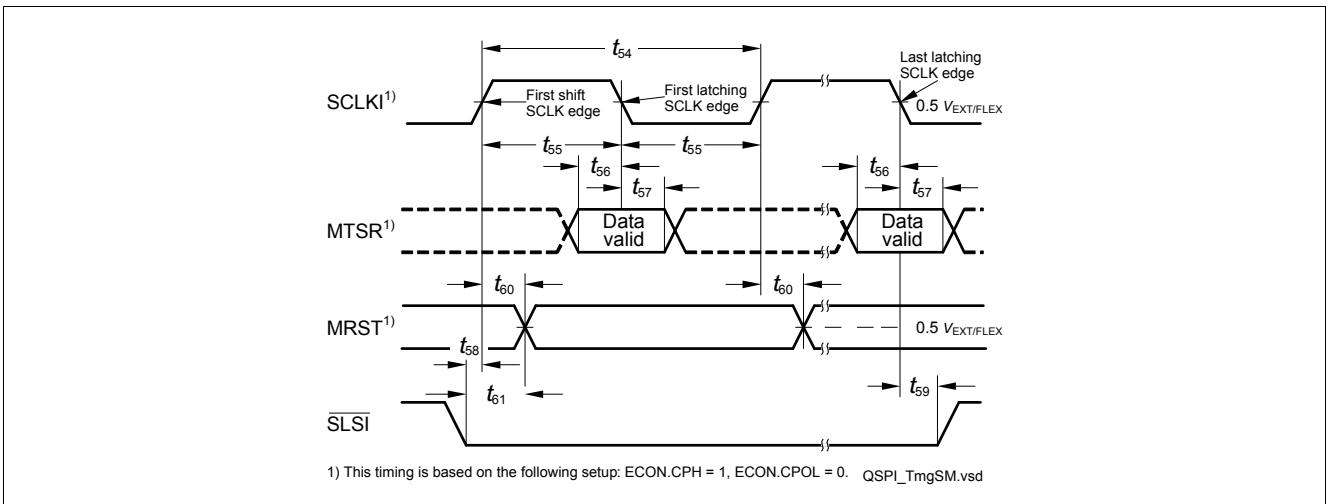 t54
SCLKI1)
First shift
SCLK edge
First latching
SCLK edge
Last latching
SCLK edge
0.5 VEXT/FLEX
t55
t55
t56
t57
t56
t57
MTSR1)
Data
valid
Data
valid
t60
t60
MRST1)
0.5 VEXT/FLEX
t58
t61
t59
SLSI
1) This timing is based on the following setup: ECON.CPH = 1, ECON.CPOL = 0.
QSPI_TmgSM.vsd